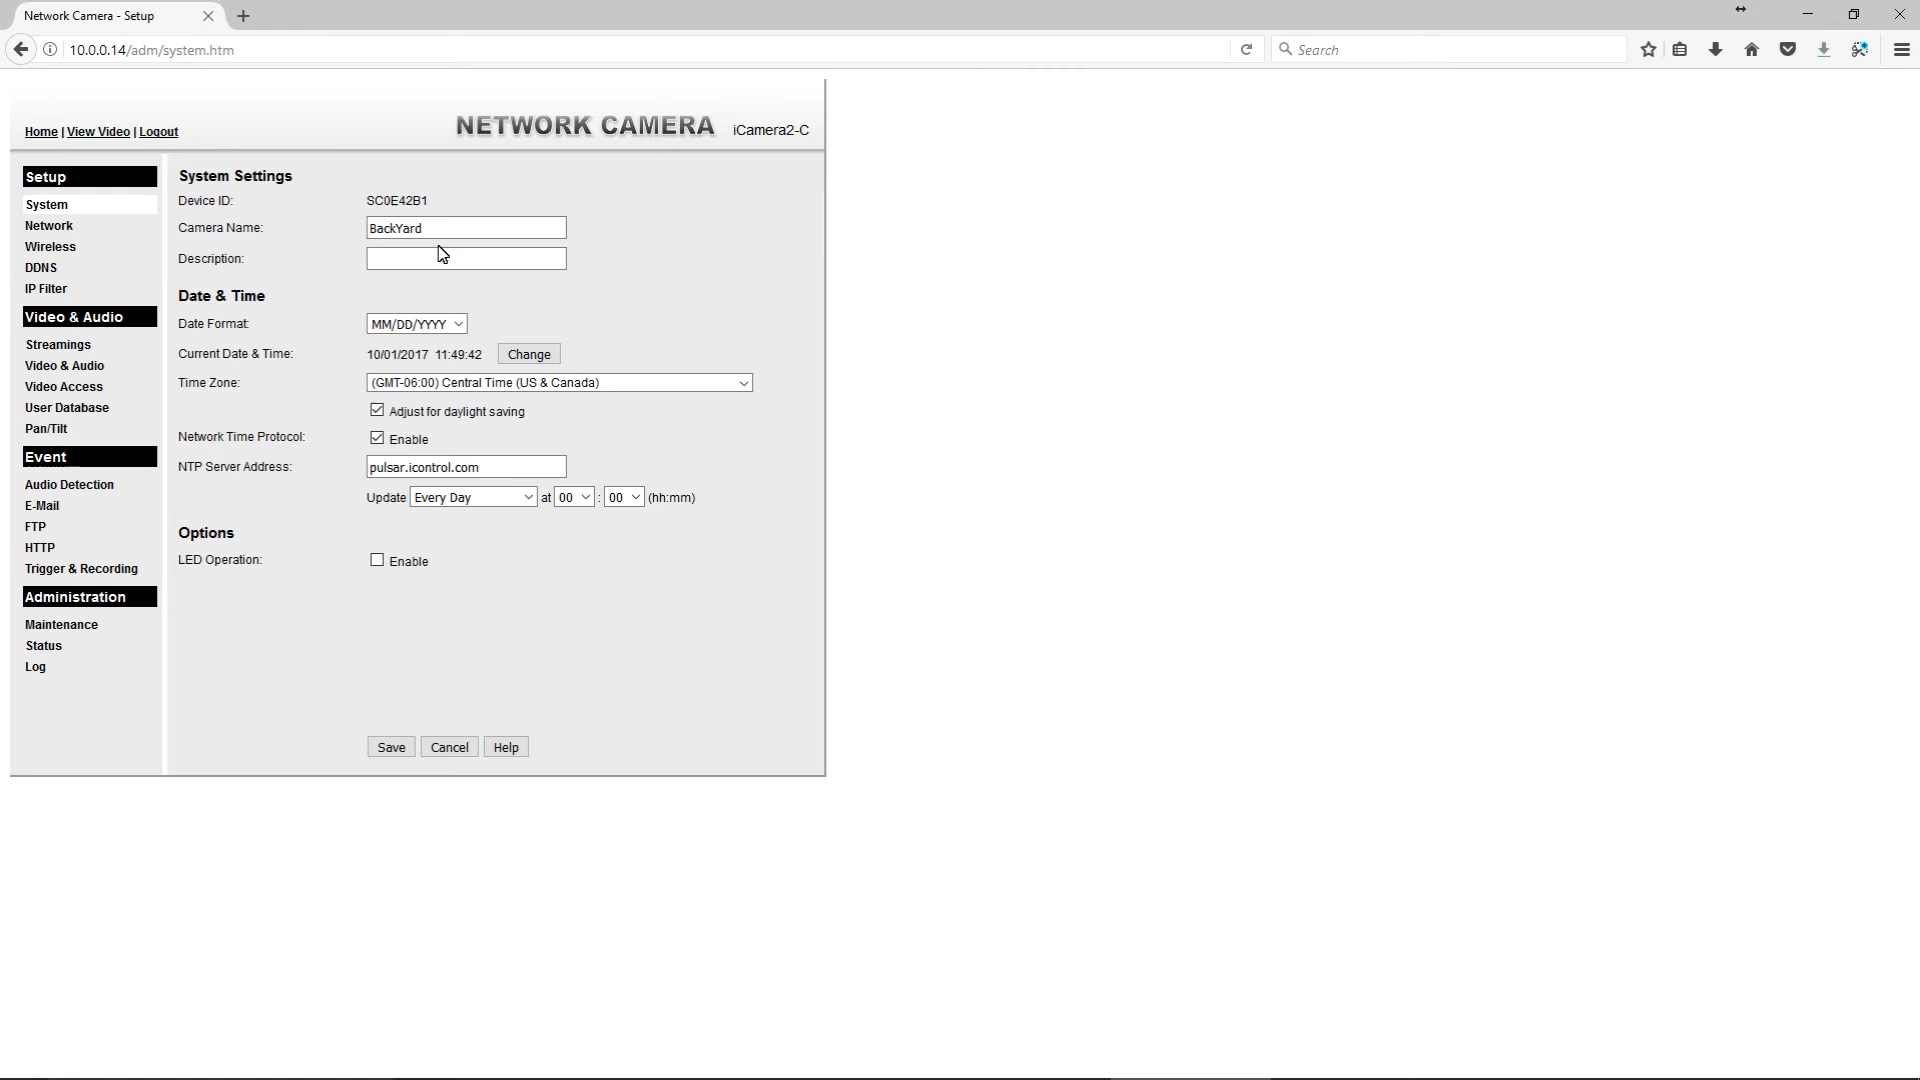 Network Camera - Setup
10.0.0.14/adm/system.htm
Search
Home | View Video | Logout
NETWORK CAMERA iCamera2-C
Setup
System
Network
Wireless
DDNS
IP Filter
Video & Audio
Streamings
Video & Audio
Video Access
User Database
Pan/Tilt
Event
Audio Detection
E-Mail
FTP
HTTP
Trigger & Recording
Administration
Maintenance
Status
Log
System Settings
Device ID: SC0E42B1
Camera Name: BackYard
Description:
Date & Time
Date Format: MM/DD/YYYY
Current Date & Time: 10/01/2017 11:49:42 Change
Time Zone: (GMT-06:00) Central Time (US & Canada)
Adjust for daylight saving
Network Time Protocol: Enable
NTP Server Address: pulsar.icontrol.com
Update Every Day at 00 : 00 (hh:mm)
Options
LED Operation: Enable
Save Cancel Help